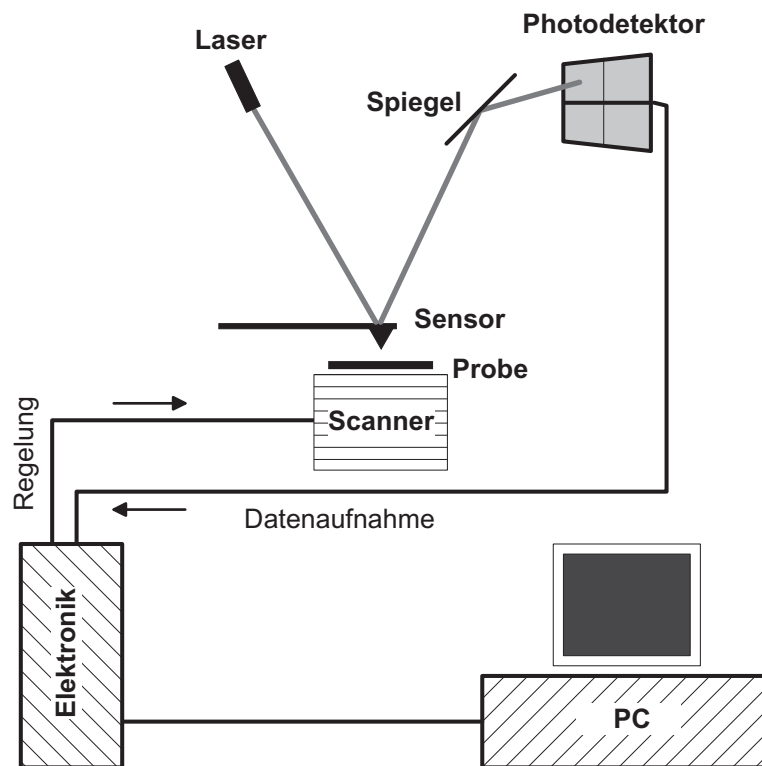 Photodetektor
Laser
Spiegel
Sensor
Probe
Scanner
Regelung
Datenaufnahme
Elektronik
PC